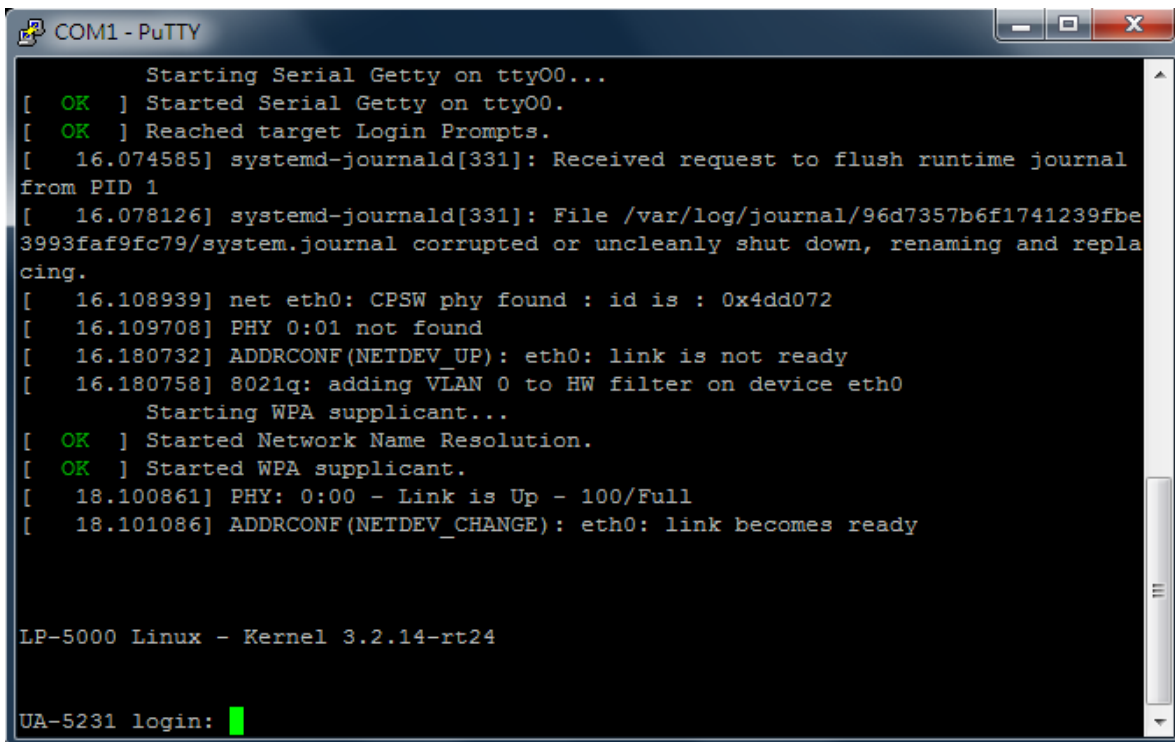 COM1 - PuTTY
Starting Serial Getty on ttyO0...
[  OK  ] Started Serial Getty on ttyO0.
[  OK  ] Reached target Login Prompts.
[   16.074585] systemd-journald[331]: Received request to flush runtime journal
from PID 1
[   16.078126] systemd-journald[331]: File /var/log/journal/96d7357b6f1741239fbe
3993faf9fc79/system.journal corrupted or uncleanly shut down, renaming and repla
cing.
[   16.108939] net eth0: CPSW phy found : id is : 0x4dd072
[   16.109708] PHY 0:01 not found
[   16.180732] ADDRCONF(NETDEV_UP): eth0: link is not ready
[   16.180758] 8021q: adding VLAN 0 to HW filter on device eth0
Starting WPA supplicant...
[  OK  ] Started Network Name Resolution.
[  OK  ] Started WPA supplicant.
[   18.100861] PHY: 0:00 - Link is Up - 100/Full
[   18.101086] ADDRCONF(NETDEV_CHANGE): eth0: link becomes ready
LP-5000 Linux - Kernel 3.2.14-rt24
UA-5231 login: